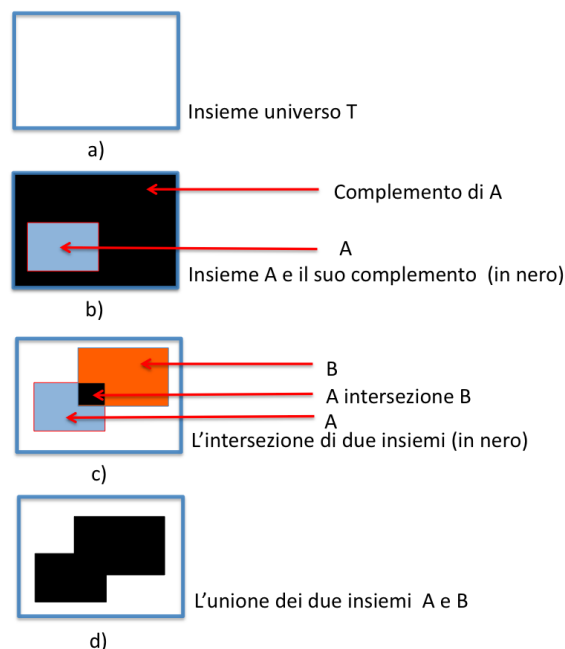 Insieme universo T
a)
Complemento di A
A
Insieme A e il suo complemento (in nero)
b)
B
A intersezione B
A
L’intersezione di due insiemi (in nero)
c)
L’unione dei due insiemi A e B
d)